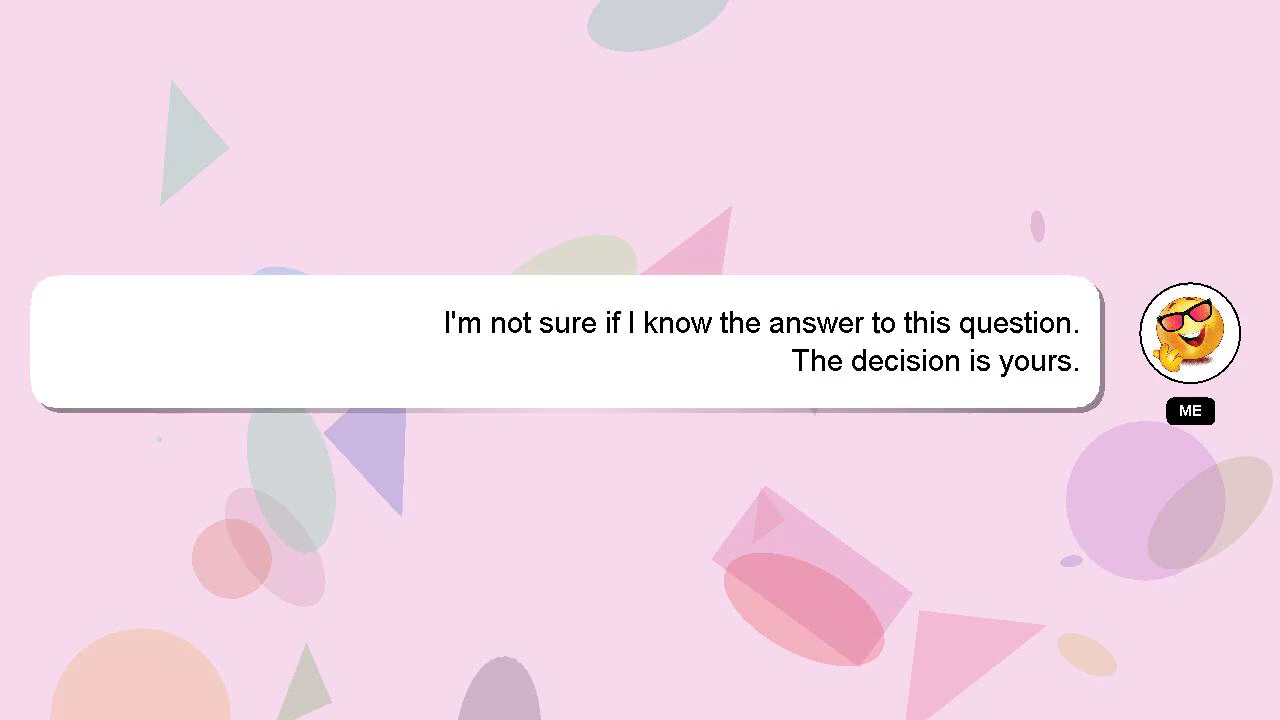 I'm not sure if I know the answer to this question.
The decision is yours.
ME